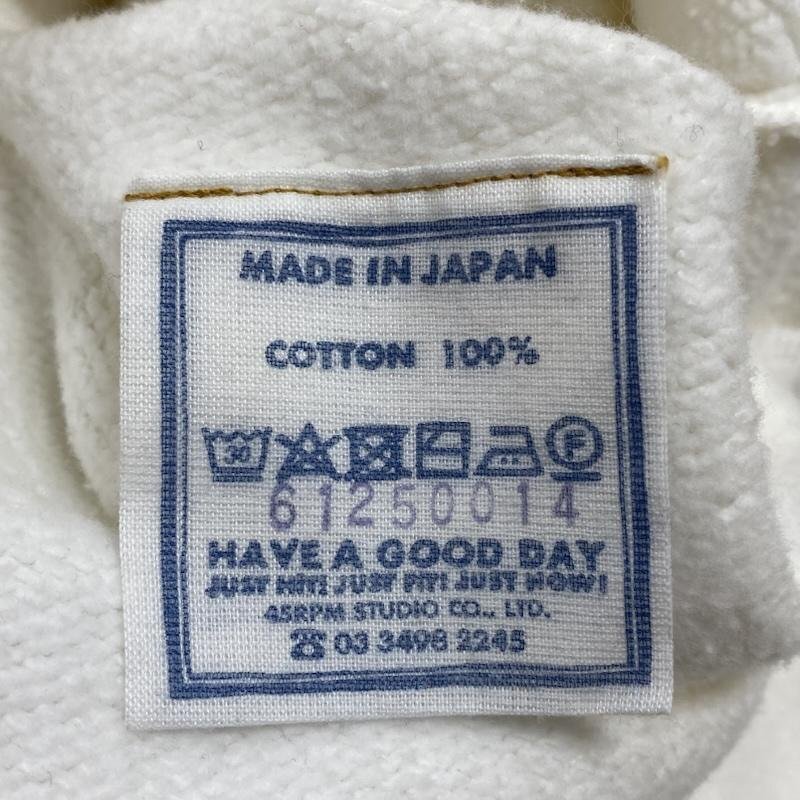 MADE IN JAPAN
COTTON 100%
30 F
61250014
HAVE A GOOD DAY
JUST HIT! JUST FIT! JUST NOW!
45RPM STUDIO CO., LTD.
☎ 03 3498 2245